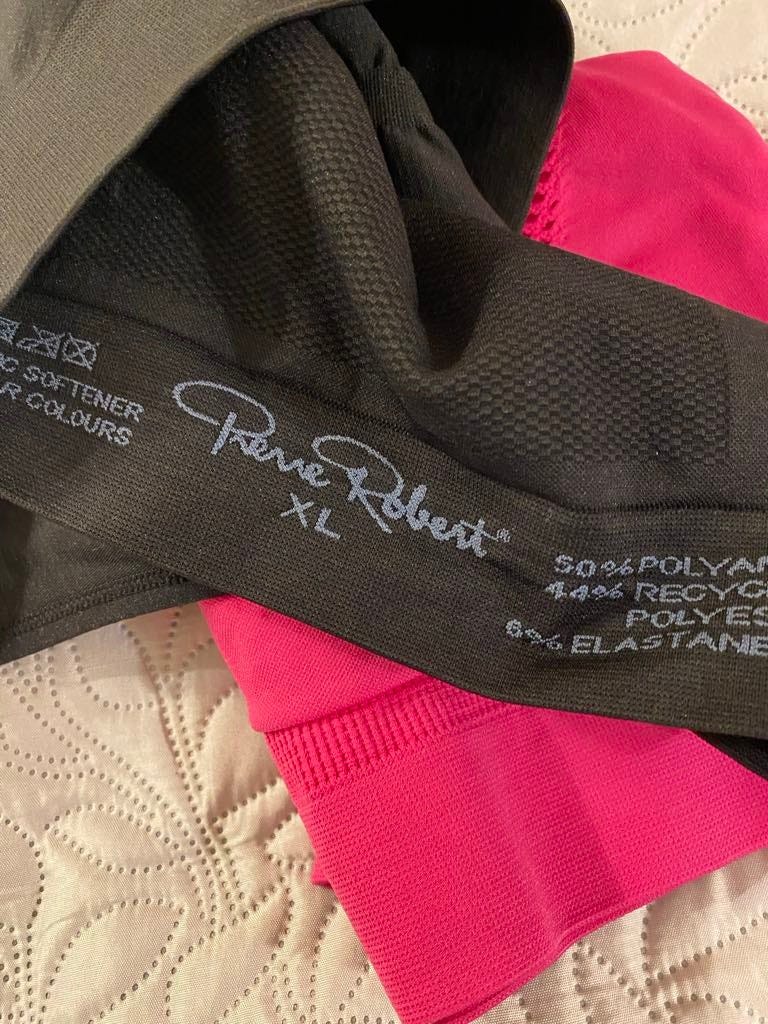 SOFTENER
COLOURS
Pierre Robert®
XL
50% POLYAM
44% RECYC
POLYES
6% ELASTANE